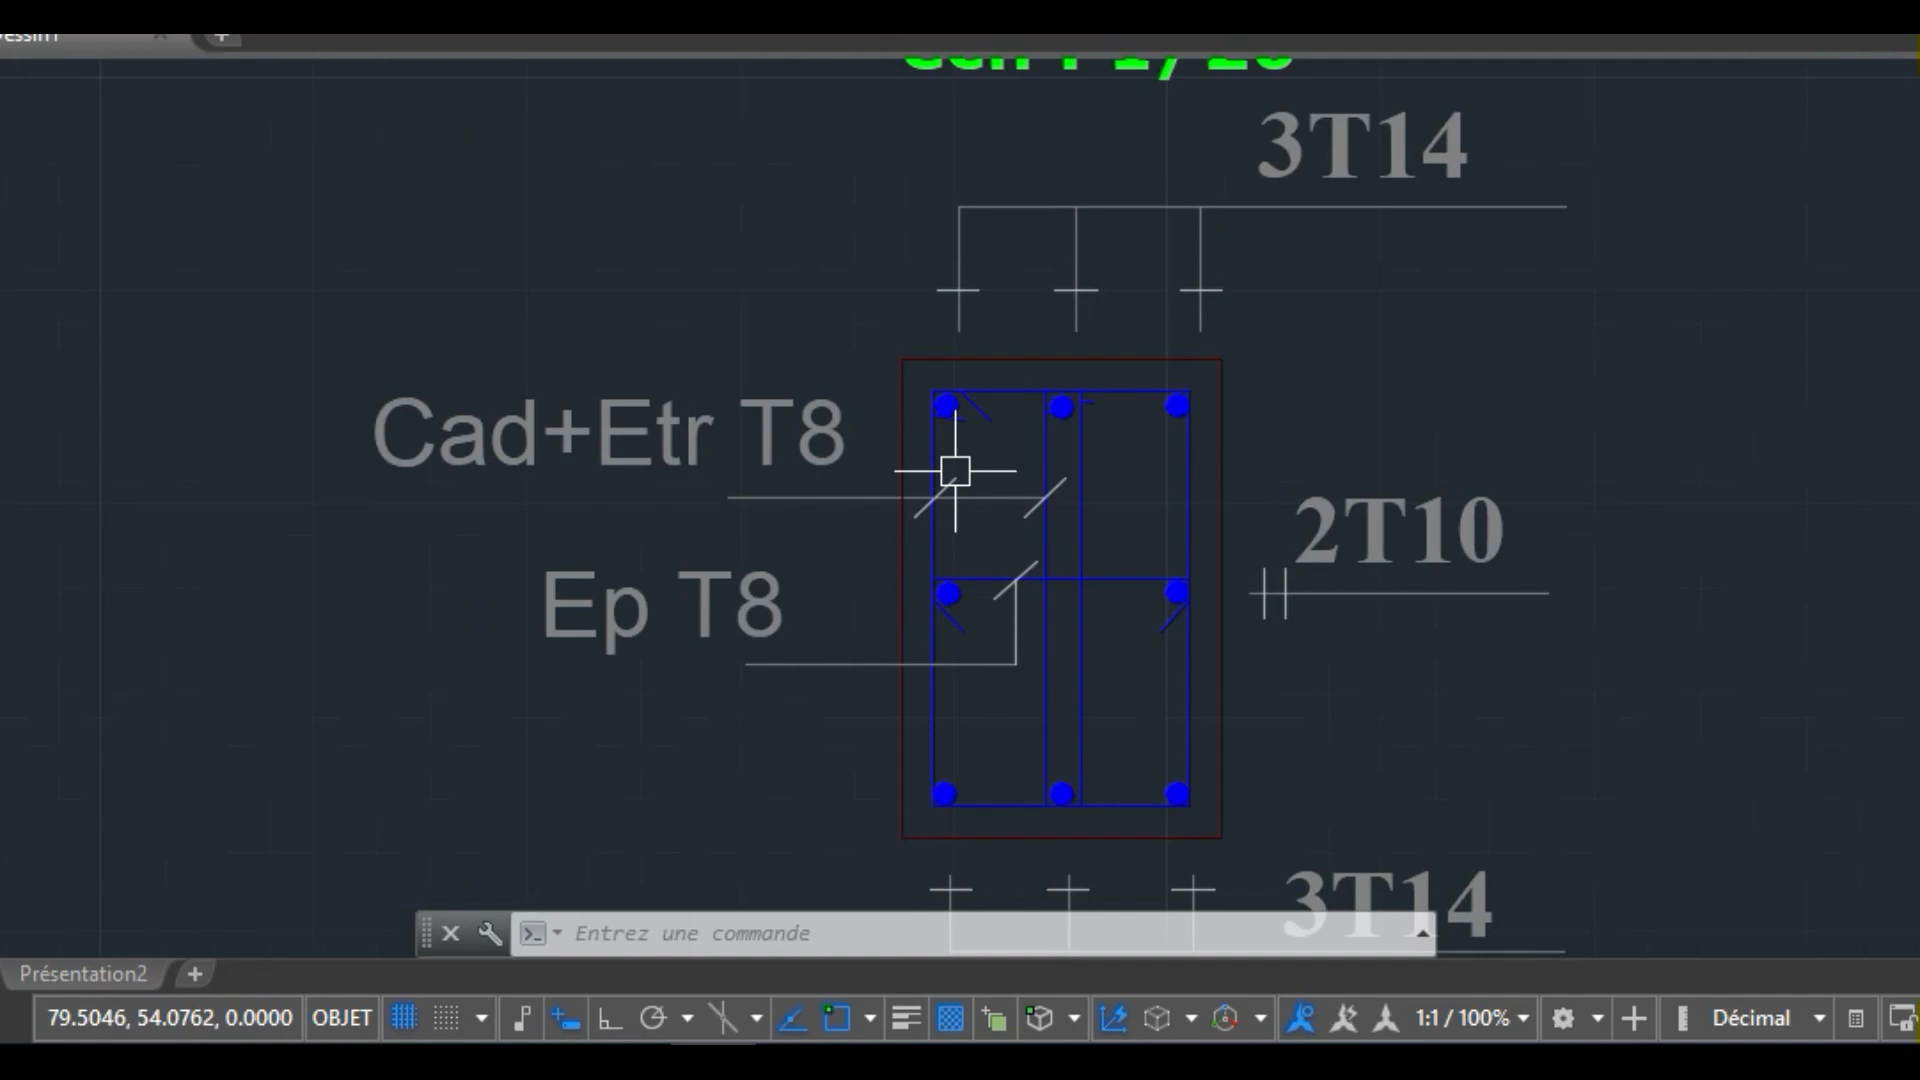 3T14
Cad+Etr T8
2T10
Ep T8
3T14
Entrez une commande
Présentation2
79.5046, 54.0762, 0.0000 OBJET 1:1 / 100% Décimal